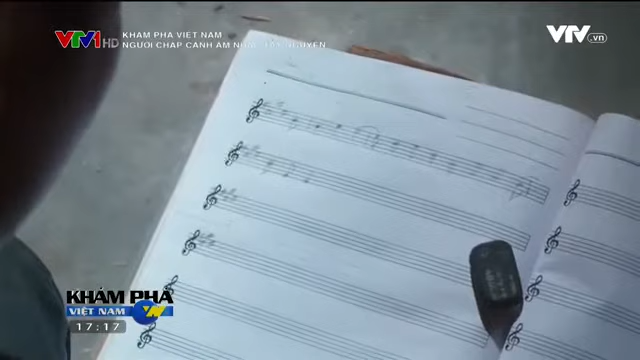 VTV1 HD
KHÁM PHÁ VIỆT NAM
NGƯỜI CHẮP CÁNH ÂM NHẠC TÂY NGUYÊN
VTV.vn
KHÁM PHÁ
VIỆT NAM
17:17